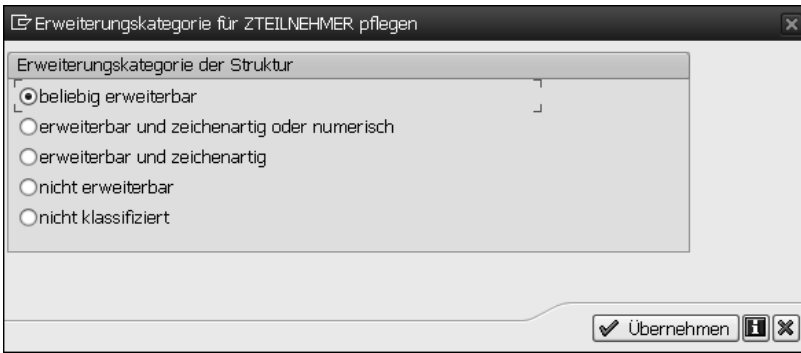 Erweiterungskategorie für ZTEILNEHMER pflegen
Erweiterungskategorie der Struktur
beliebig erweiterbar
erweiterbar und zeichenartig oder numerisch
erweiterbar und zeichenartig
nicht erweiterbar
nicht klassifiziert
Übernehmen